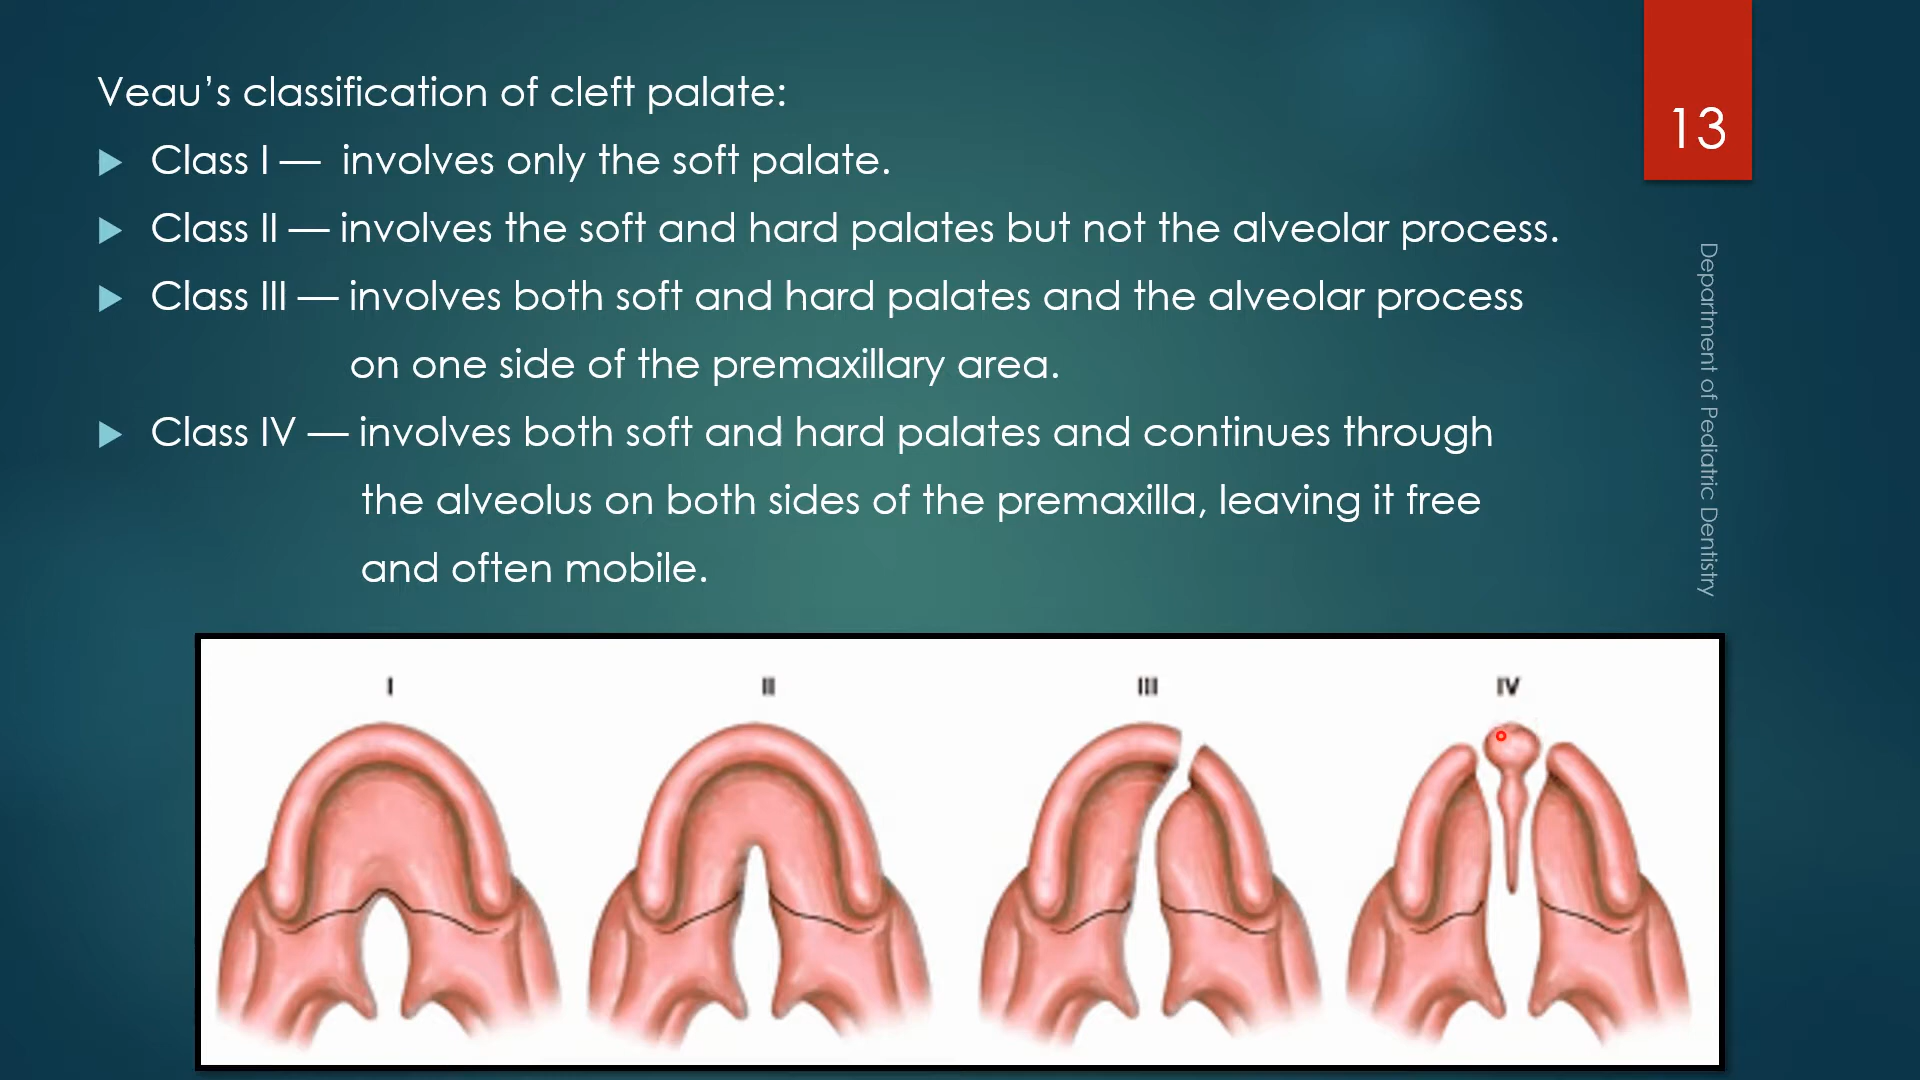 13
Veau’s classification of cleft palate:
Class I — involves only the soft palate.
Class II — involves the soft and hard palates but not the alveolar process.
Class III — involves both soft and hard palates and the alveolar process
on one side of the premaxillary area.
Class IV — involves both soft and hard palates and continues through
the alveolus on both sides of the premaxilla, leaving it free
and often mobile.
Department of Pediatric Dentistry
I II III IV